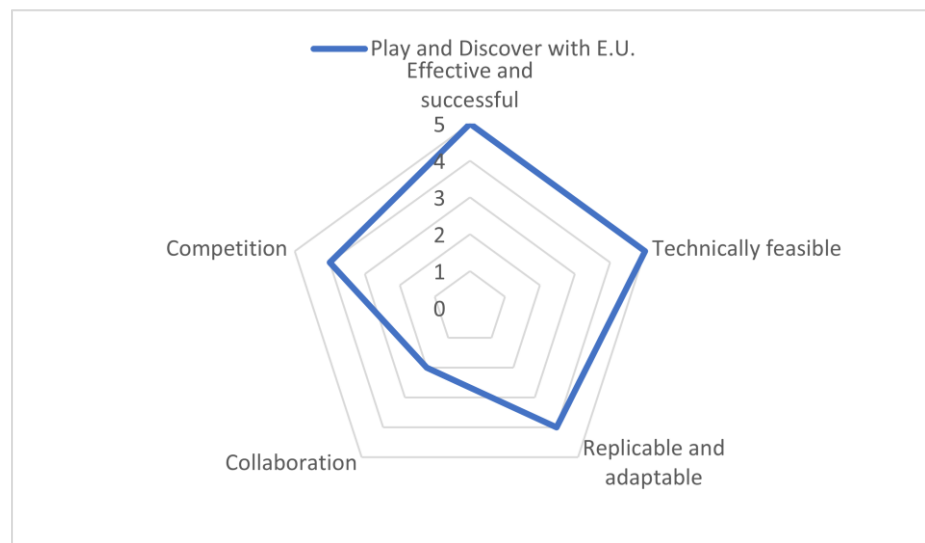 Play and Discover with E.U.
Effective and
successful
5
4
3
2
1
0
Competition
Technically feasible
Collaboration
Replicable and
adaptable